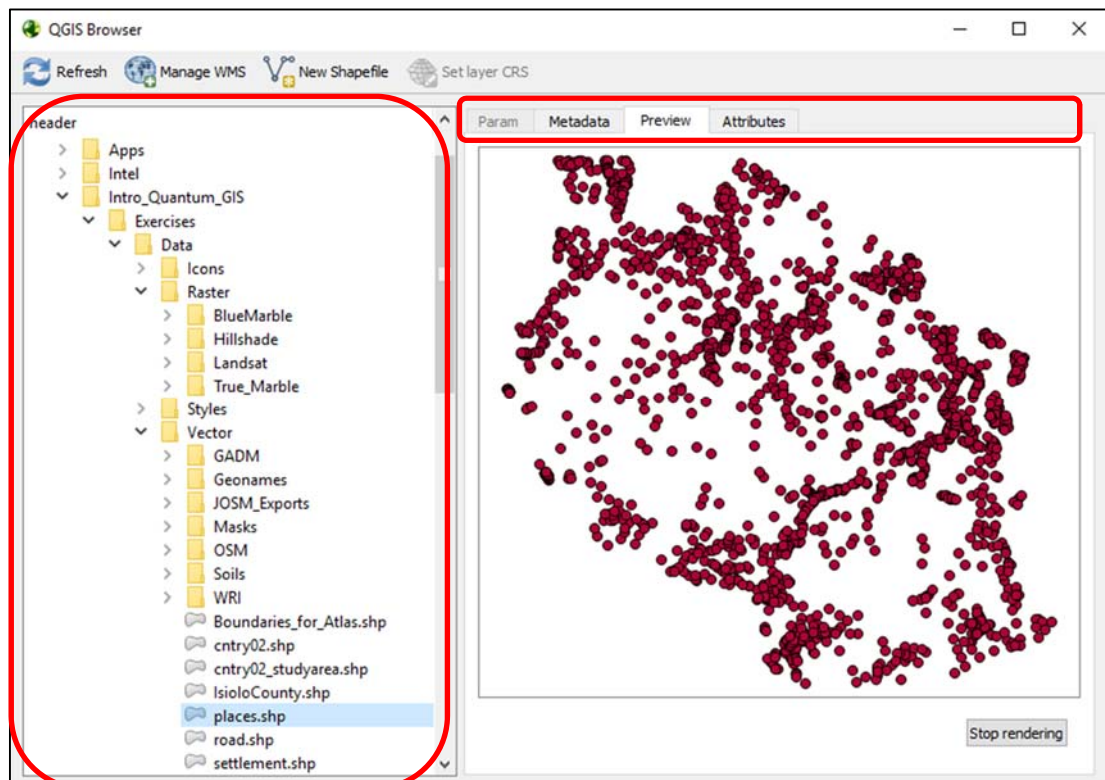 QGIS Browser
Refresh Manage WMS New Shapefile Set layer CRS
header
Param Metadata Preview Attributes
Apps
Intel
Intro_Quantum_GIS
Exercises
Data
Icons
Raster
BlueMarble
Hillshade
Landsat
True_Marble
Styles
Vector
GADM
Geonames
JOSM_Exports
Masks
OSM
Soils
WRI
Boundaries_for_Atlas.shp
cntry02.shp
cntry02_studyarea.shp
IsioloCounty.shp
places.shp
road.shp
settlement.shp
Stop rendering